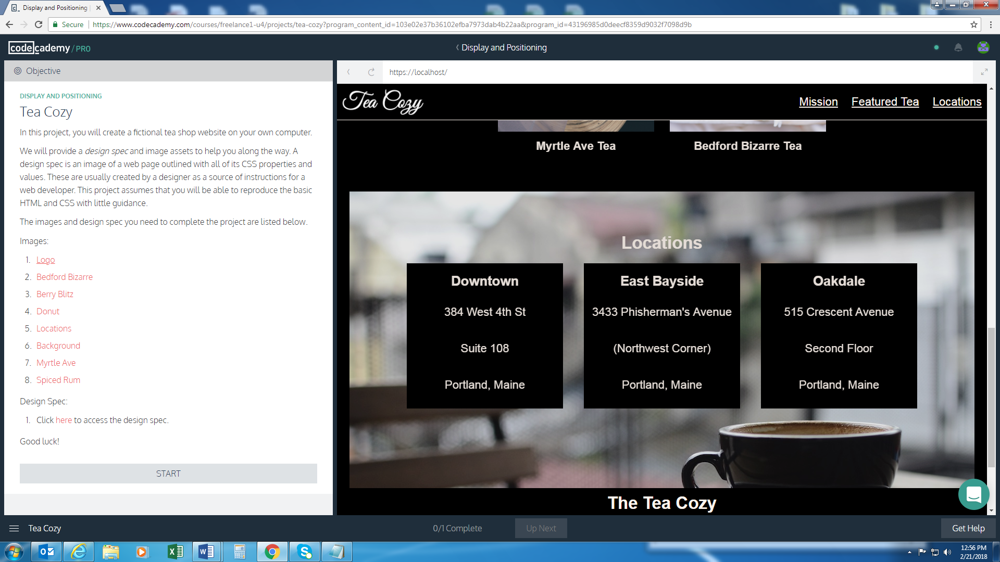 Display and Positioning |
Secure
https://www.codecademy.com/courses/freelance1-u4/projects/tea-cozy?program_content_id=103e02e37b36102efba7973dab4b22aa&program_id=43196985d0deecf8359d9032f7098d9b
codecademy / PRO
Display and Positioning
Objective
https://localhost/
DISPLAY AND POSITIONING
Tea Cozy
In this project, you will create a fictional tea shop website on your own computer.
We will provide a design spec and image assets to help you along the way. A
design spec is an image of a web page outlined with all of its CSS properties and
values. These are usually created by a designer as a source of instructions for a
web developer. This project assumes that you will be able to reproduce the basic
HTML and CSS with little guidance.
The images and design spec you need to complete the project are listed below.
Images:
1. Logo
2. Bedford Bizarre
3. Berry Blitz
4. Donut
5. Locations
6. Background
7. Myrtle Ave
8. Spiced Rum
Design Spec:
1. Click here to access the design spec.
Good luck!
START
Tea Cozy
Mission Featured Tea Locations
Myrtle Ave Tea
Bedford Bizarre Tea
Locations
Downtown
384 West 4th St
Suite 108
Portland, Maine
East Bayside
3433 Phisherman's Avenue
(Northwest Corner)
Portland, Maine
Oakdale
515 Crescent Avenue
Second Floor
Portland, Maine
The Tea Cozy
Tea Cozy
0/1 Complete
Up Next
Get Help
12:56 PM
2/21/2018